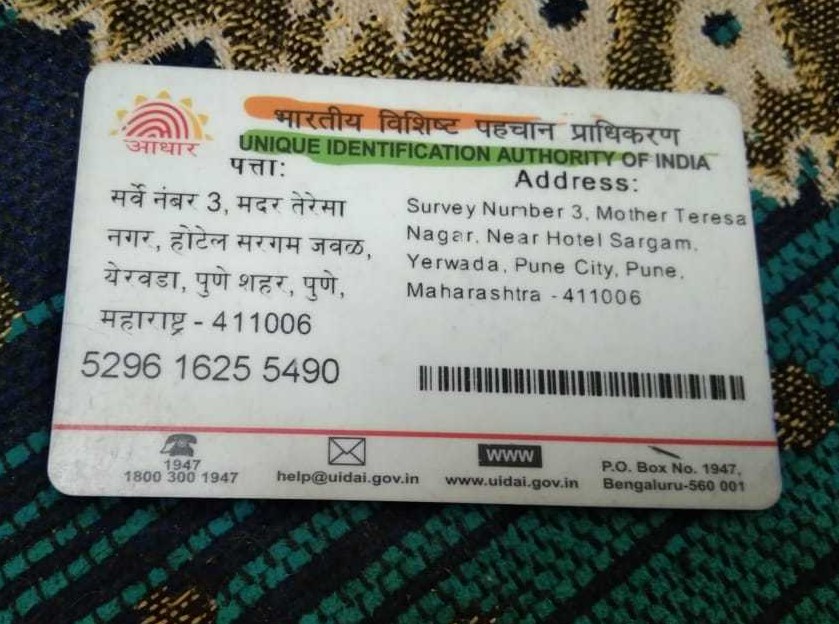 आधार
भारतीय विशिष्ट पहचान प्राधिकरण
UNIQUE IDENTIFICATION AUTHORITY OF INDIA
पत्ता:
सर्वे नंबर 3, मदर तेरेसा
नगर, होटेल सरगम जवळ,
येरवडा, पुणे शहर, पुणे,
महाराष्ट्र - 411006
5296 1625 5490
Address:
Survey Number 3, Mother Teresa
Nagar, Near Hotel Sargam,
Yerwada, Pune City, Pune,
Maharashtra - 411006
1947
1800 300 1947
help@uidai.gov.in
www
www.uidai.gov.in
P.O. Box No. 1947,
Bengaluru-560 001